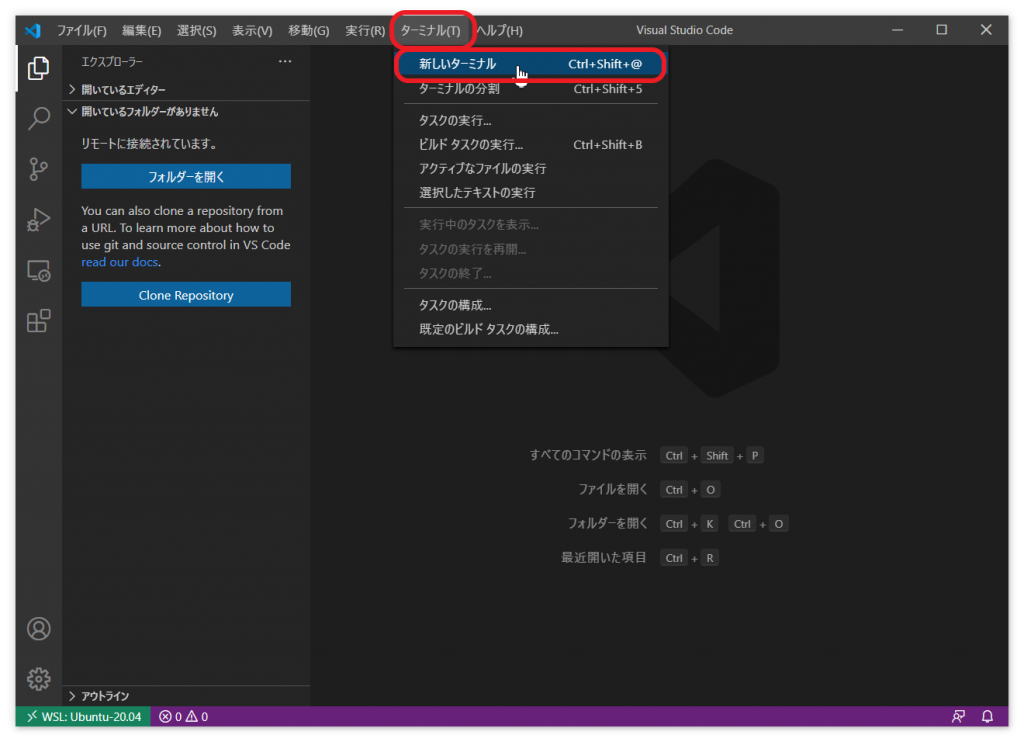 ファイル(F) 編集(E) 選択(S) 表示(V) 移動(G) 実行(R) ターミナル(T) ヘルプ(H) Visual Studio Code
エクスプローラー
開いているエディター
開いているフォルダーがありません
リモートに接続されています。
フォルダーを開く
You can also clone a repository from
a URL. To learn more about how to
use git and source control in VS Code
read our docs.
Clone Repository
アウトライン
新しいターミナル Ctrl+Shift+@
ターミナルの分割 Ctrl+Shift+5
タスクの実行...
ビルド タスクの実行... Ctrl+Shift+B
アクティブなファイルの実行
選択したテキストの実行
実行中のタスクを表示...
タスクの実行を再開...
タスクの終了...
タスクの構成...
既定のビルド タスクの構成...
すべてのコマンドの表示 Ctrl + Shift + P
ファイルを開く Ctrl + O
フォルダーを開く Ctrl + K Ctrl + O
最近開いた項目 Ctrl + R
WSL: Ubuntu-20.04 0 0